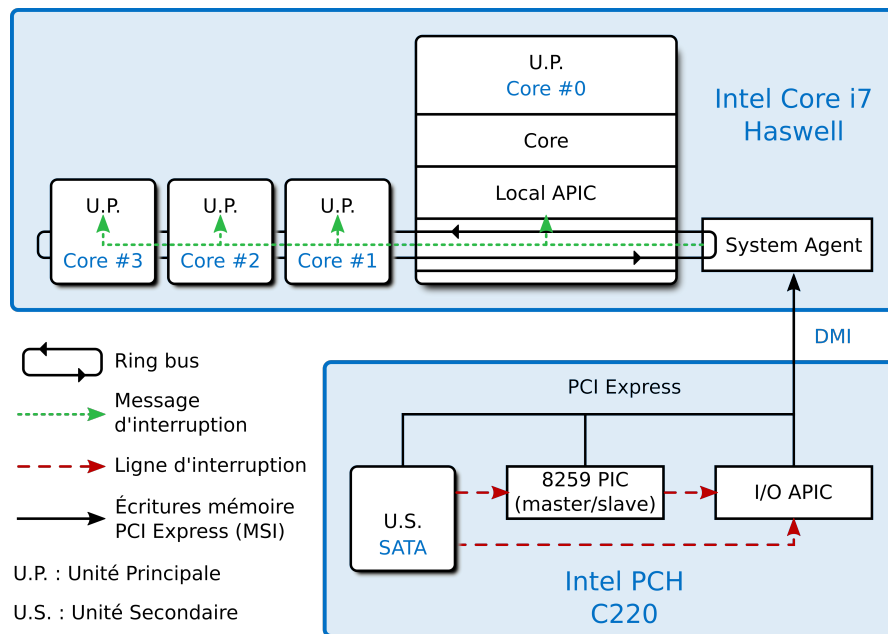 U.P.
Core #0
Intel Core i7
Haswell
Core
Local APIC
U.P.
U.P.
U.P.
Core #3
Core #2
Core #1
System Agent
DMI
Ring bus
Message
d'interruption
Ligne d'interruption
Écritures mémoire
PCI Express (MSI)
U.P. : Unité Principale
U.S. : Unité Secondaire
PCI Express
8259 PIC
(master/slave)
I/O APIC
U.S.
SATA
Intel PCH
C220